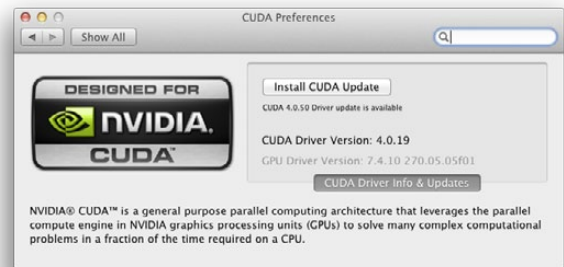 CUDA Preferences
Show All
DESIGNED FOR
NVIDIA.
CUDA™
Install CUDA Update
CUDA 4.0.50 Driver update is available
CUDA Driver Version: 4.0.19
GPU Driver Version: 7.4.10 270.05.05f01
CUDA Driver Info & Updates
NVIDIA® CUDA™ is a general purpose parallel computing architecture that leverages the parallel
compute engine in NVIDIA graphics processing units (GPUs) to solve many complex computational
problems in a fraction of the time required on a CPU.